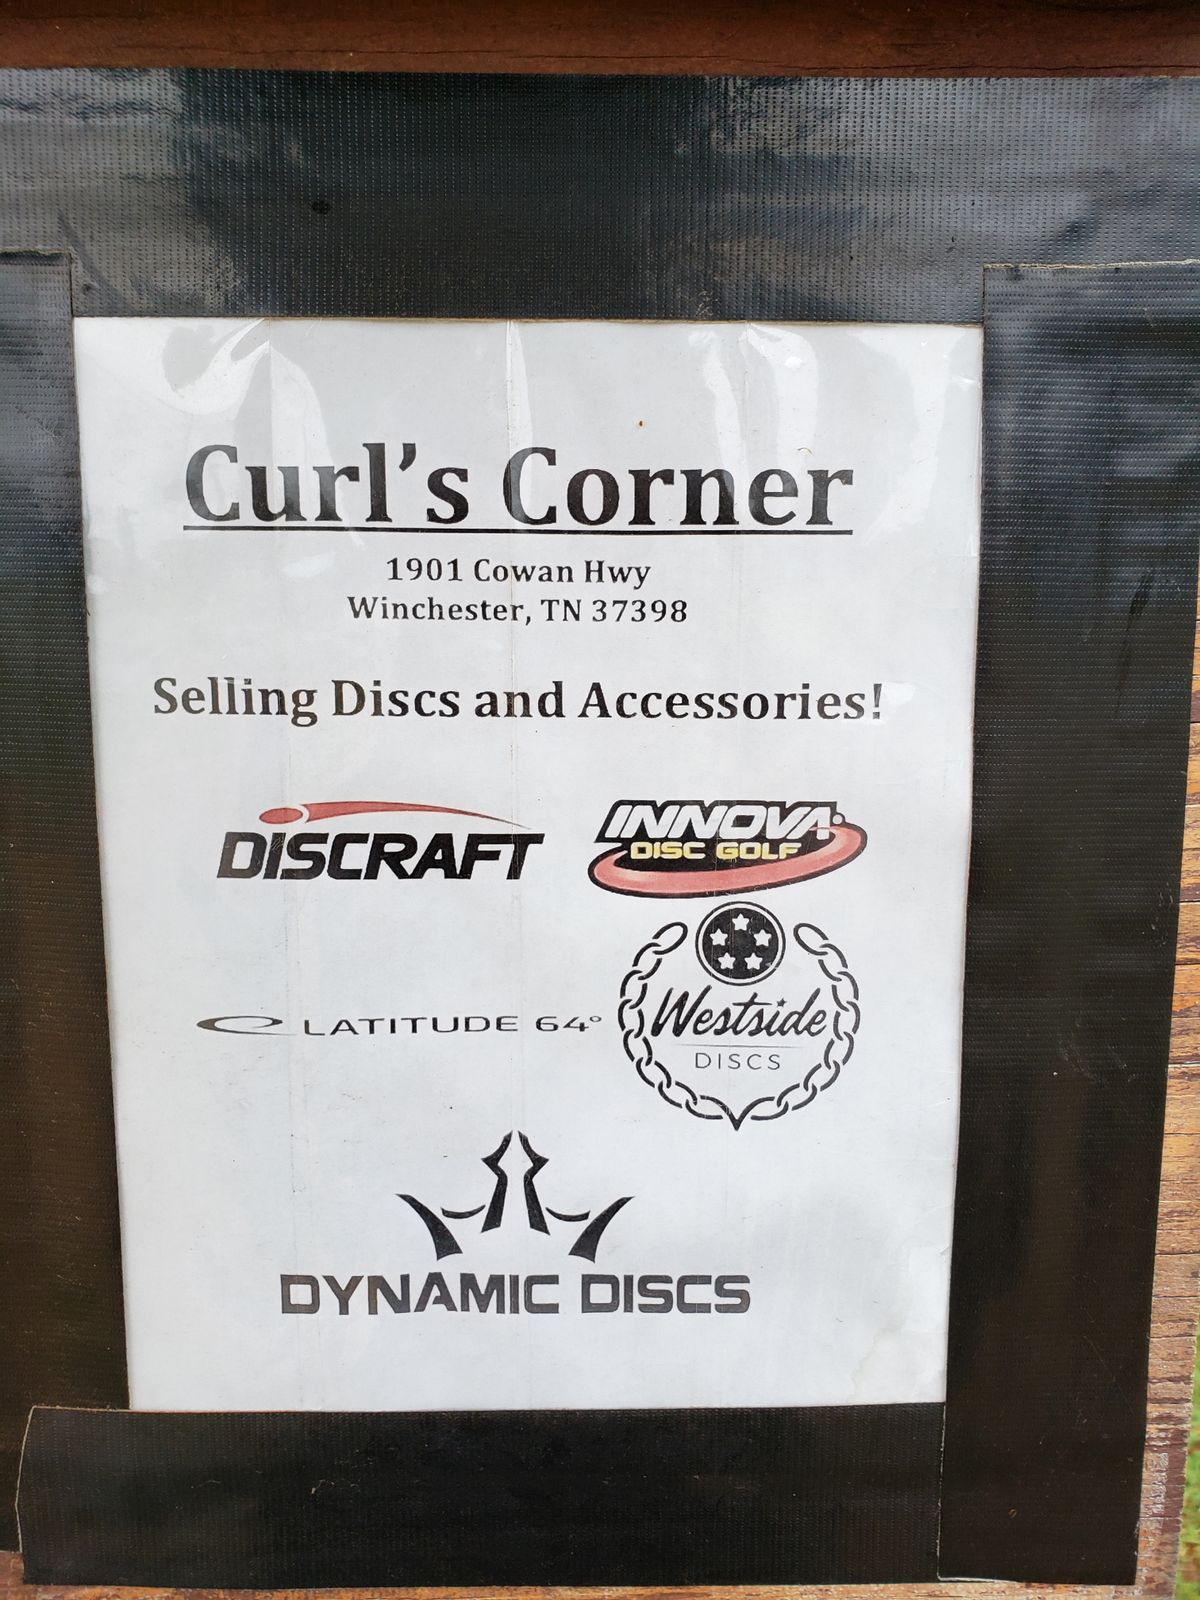 Curl's Corner
1901 Cowan Hwy
Winchester, TN 37398
Selling Discs and Accessories!
DISCRAFT
INNOVA
DISC GOLF
LATITUDE 64°
Westside
DISCS
DYNAMIC DISCS